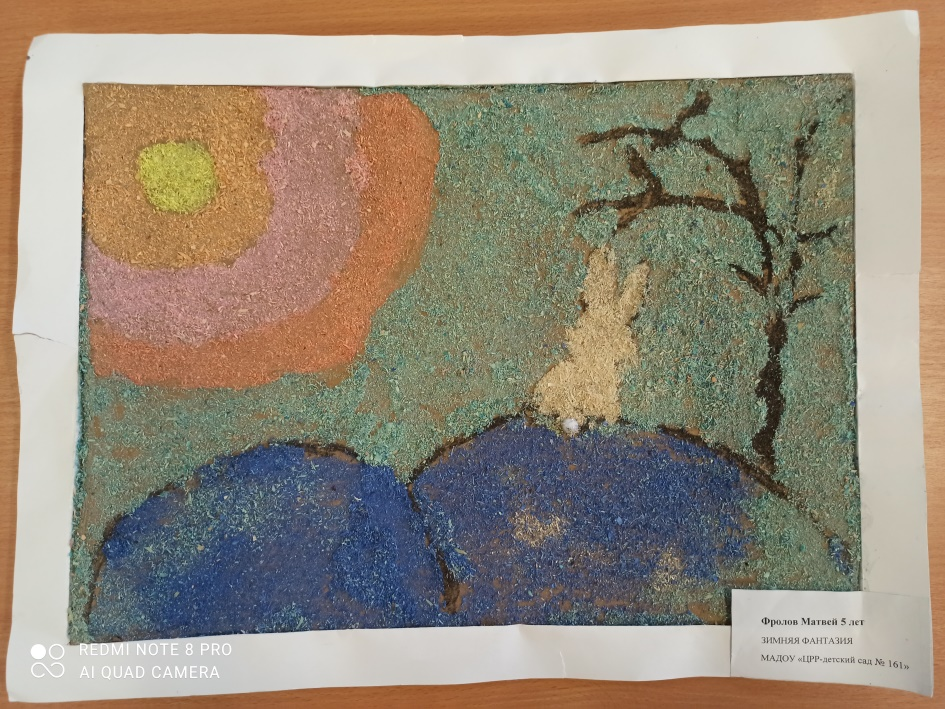 Фролов Матвей 5 лет
ЗИМНЯЯ ФАНТАЗИЯ
МАДОУ «ЦРР-детский сад № 161»
REDMI NOTE 8 PRO
AI QUAD CAMERA